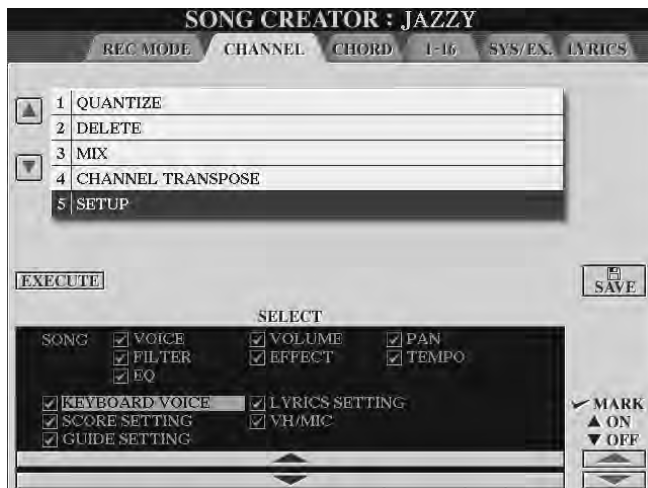 SONG CREATOR : JAZZY
REC MODE CHANNEL CHORD 1-16 SYS/EX. LYRICS
1 QUANTIZE
2 DELETE
3 MIX
4 CHANNEL TRANSPOSE
5 SETUP
EXECUTE
SAVE
SELECT
SONG VOICE VOLUME PAN
FILTER EFFECT TEMPO
EQ
KEYBOARD VOICE LYRICS SETTING
SCORE SETTING VH/MIC
GUIDE SETTING
MARK
▲ ON
▼ OFF